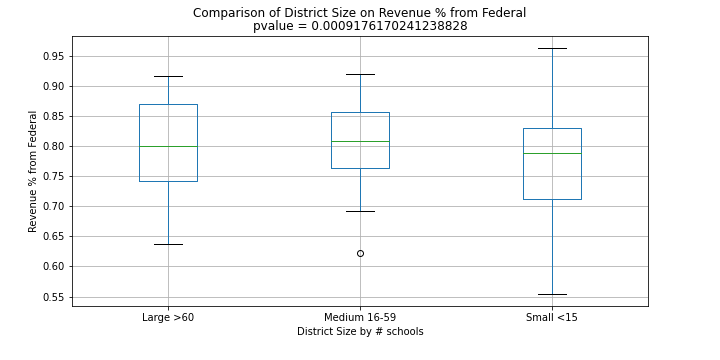 Comparison of District Size on Revenue % from Federal
pvalue = 0.0009176170241238828
Revenue % from Federal
0.95
0.90
0.85
0.80
0.75
0.70
0.65
0.60
0.55
Large >60
Medium 16-59
Small <15
District Size by # schools